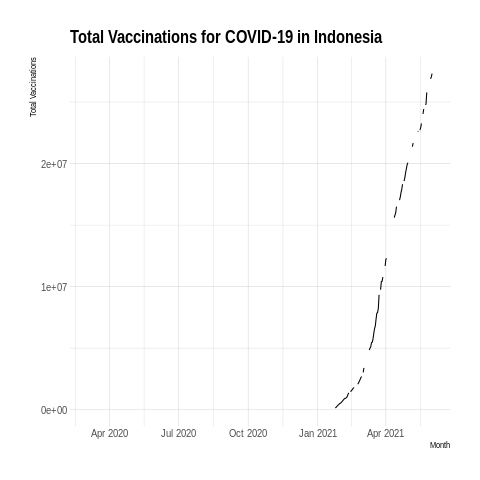 Total Vaccinations for COVID-19 in Indonesia
Total Vaccinations
2e+07
1e+07
0e+00
Apr 2020 Jul 2020 Oct 2020 Jan 2021 Apr 2021
Month